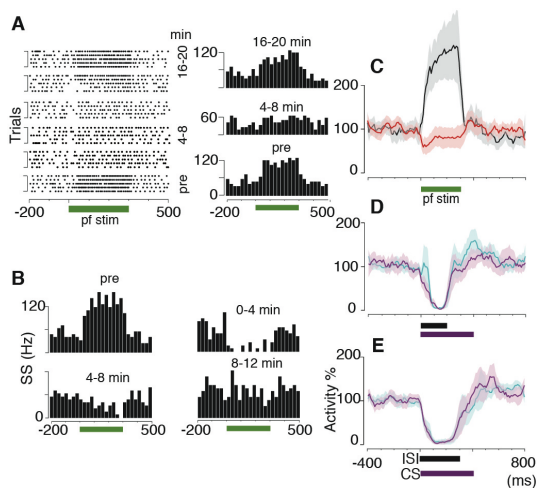 A
min
16-20
4-8
pre
Trials
120
0
16-20 min
60
0
4-8 min
120
0
pre
-200
500
pf stim
-200
500
B
pre
120
0-4 min
SS (Hz)
4-8 min
8-12 min
0
-200
500
-200
500
C
200
100
0
pf stim
D
200
100
0
E
200
100
0
Activity %
ISI
CS
-400
800
(ms)